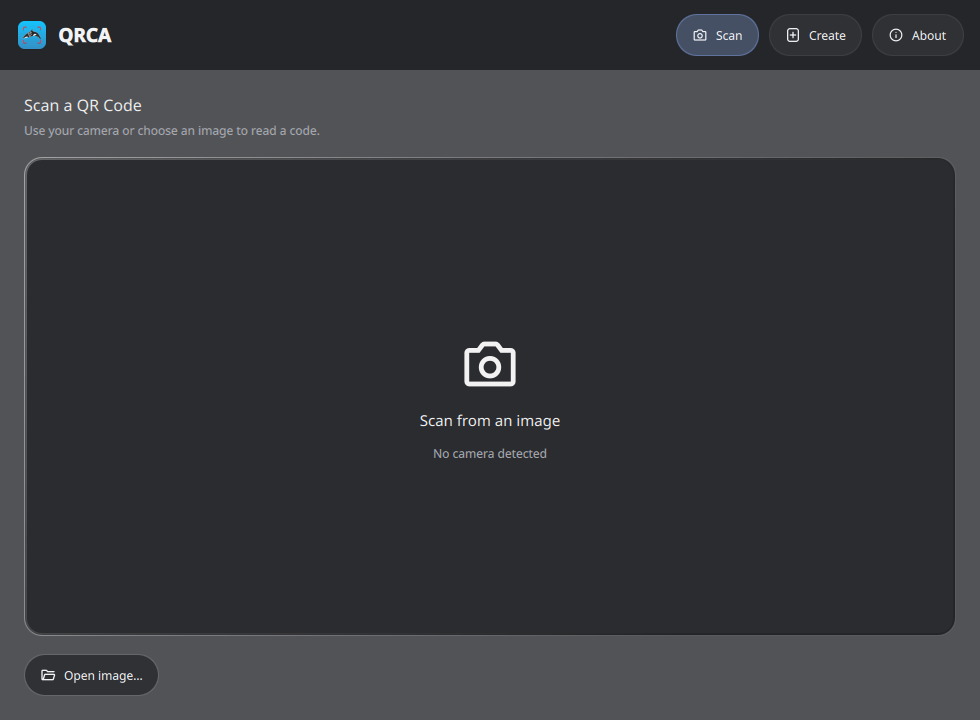 QRCA
Scan
Create
About
Scan a QR Code
Use your camera or choose an image to read a code.
Scan from an image
No camera detected
Open image...